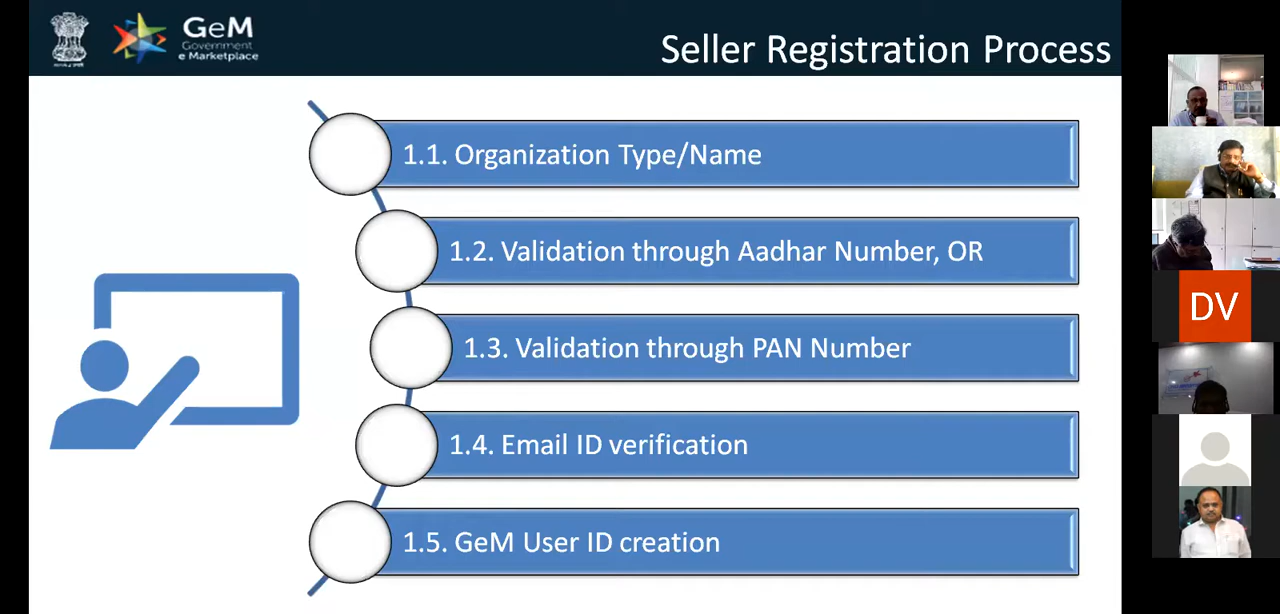 GeM
Government
e Marketplace
Seller Registration Process
1.1. Organization Type/Name
1.2. Validation through Aadhar Number, OR
1.3. Validation through PAN Number
1.4. Email ID verification
1.5. GeM User ID creation
DV